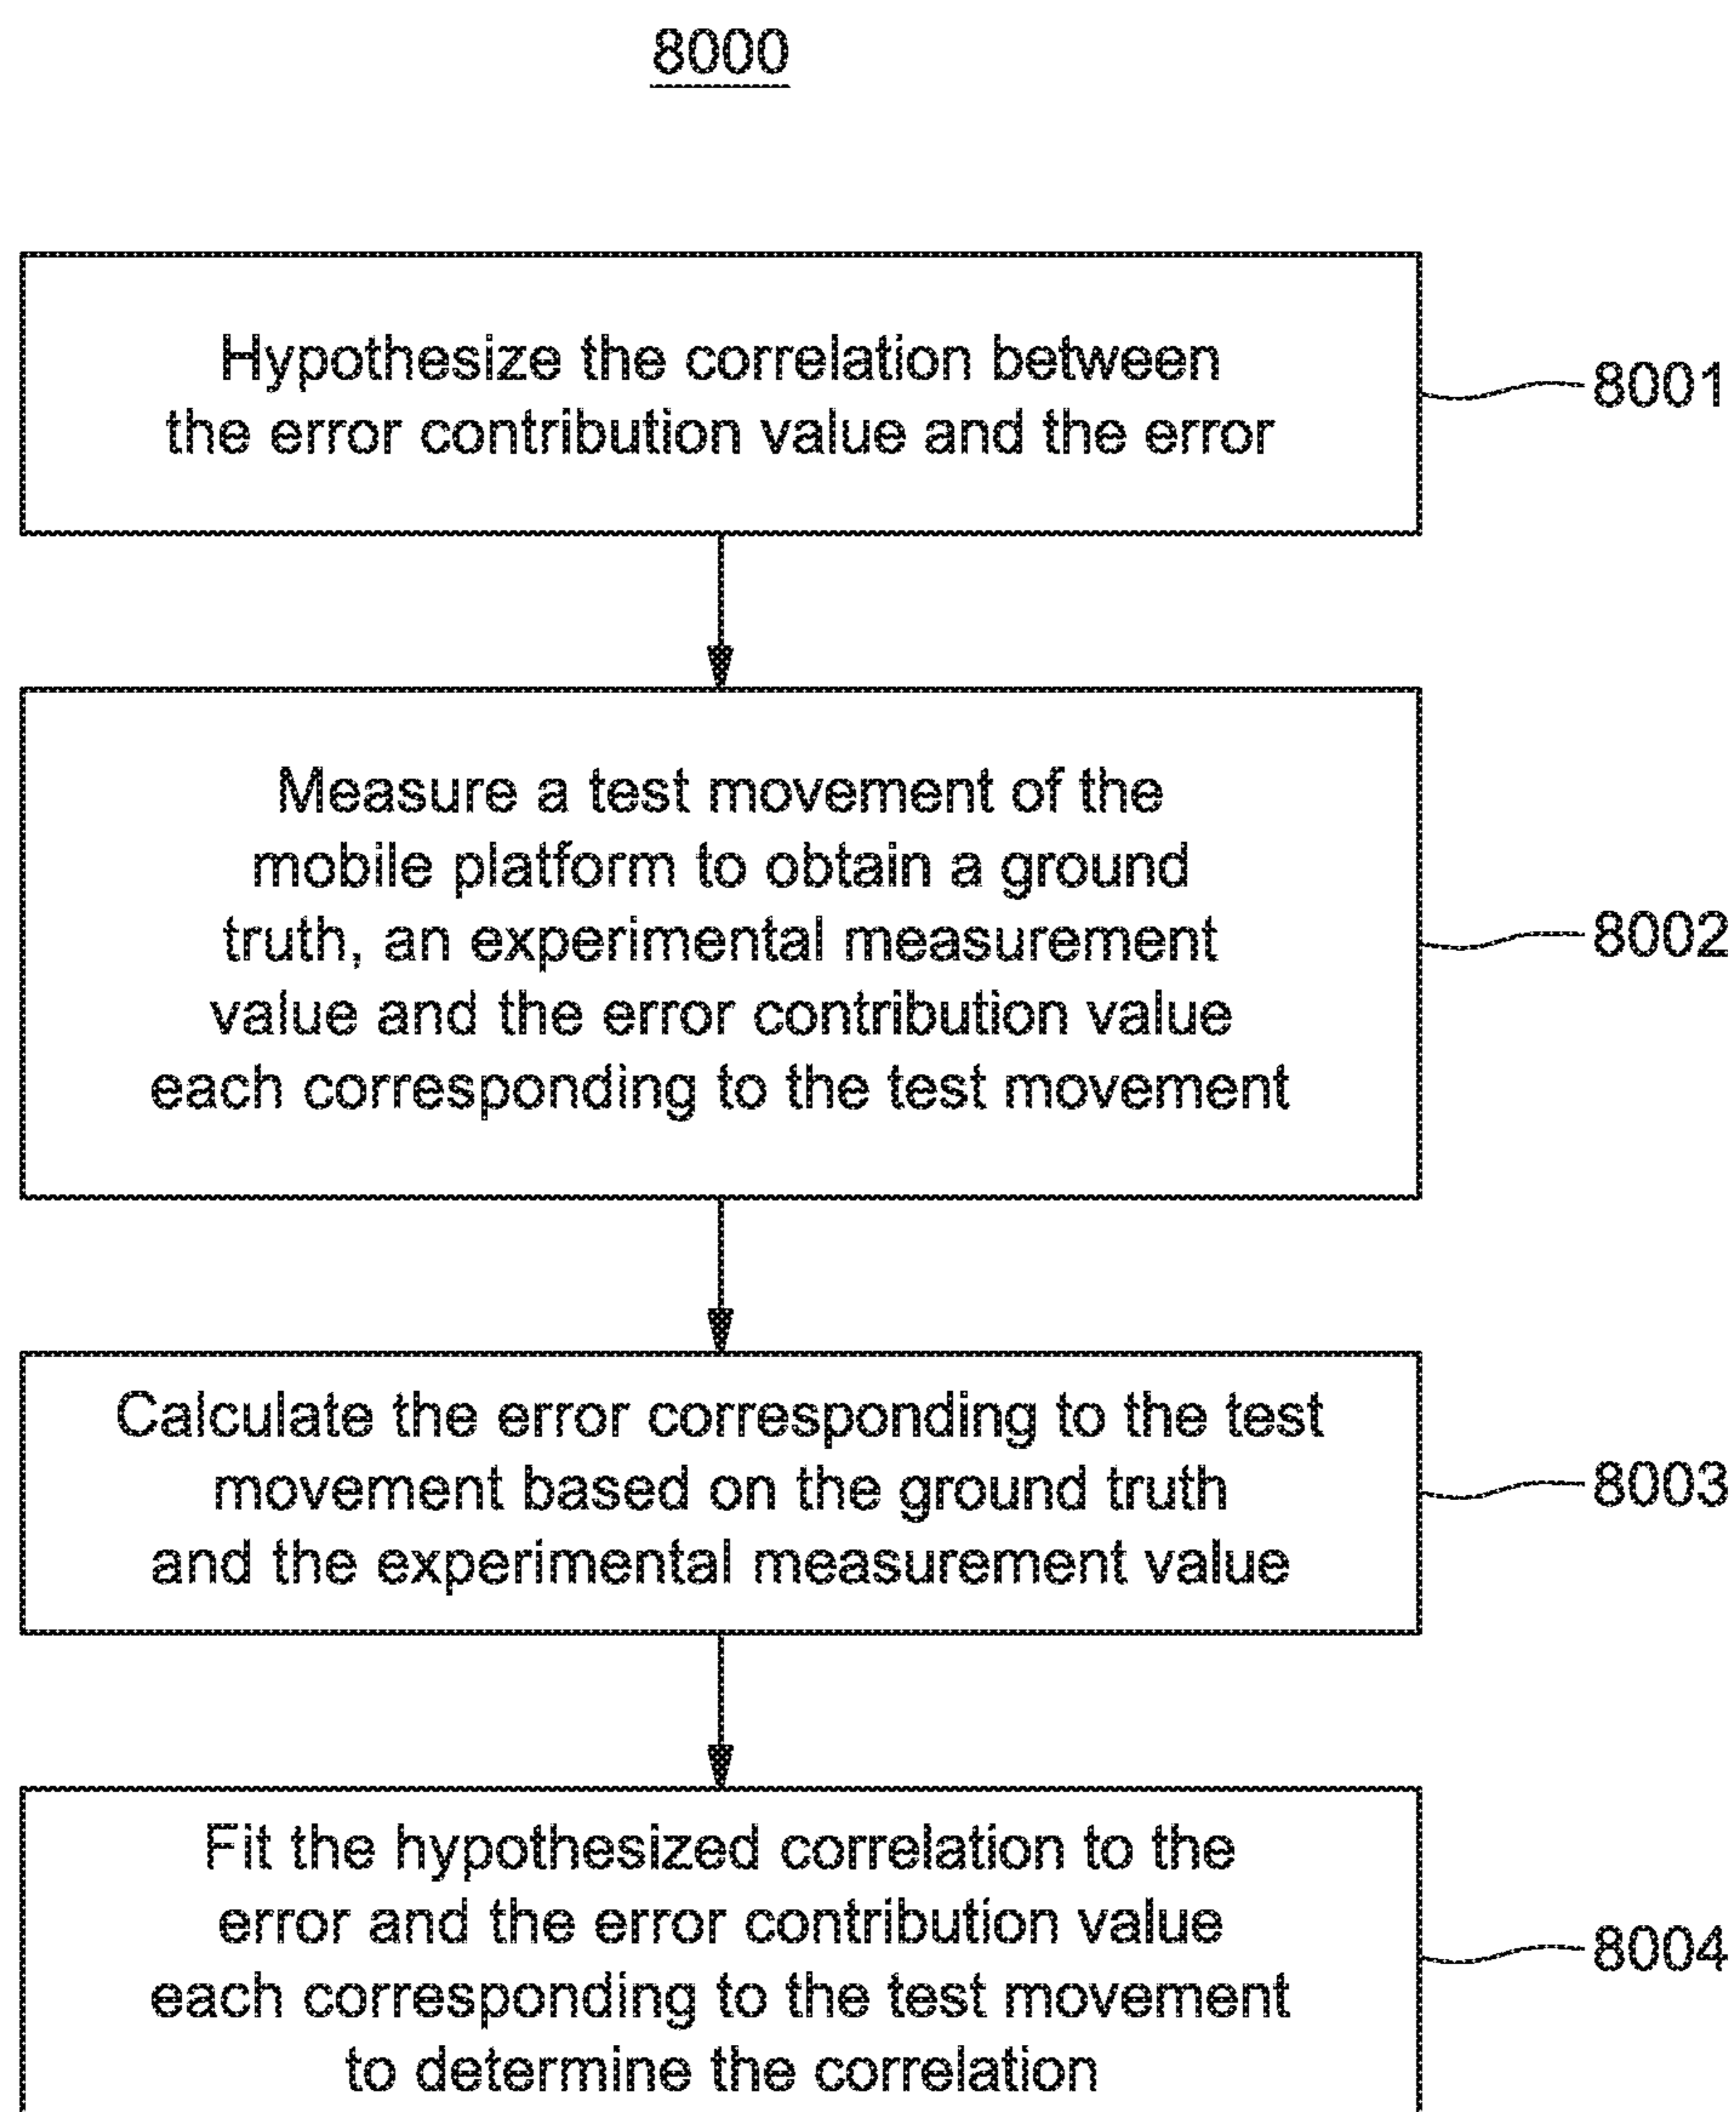 8000
Hypothesize the correlation between
the error contribution value and the error
8001
Measure a test movement of the
mobile platform to obtain a ground
truth, an experimental measurement
value and the error contribution value
each corresponding to the test movement
8002
Calculate the error corresponding to the test
movement based on the ground truth
and the experimental measurement value
8003
Fit the hypothesized correlation to the
error and the error contribution value
each corresponding to the test movement
to determine the correlation
8004